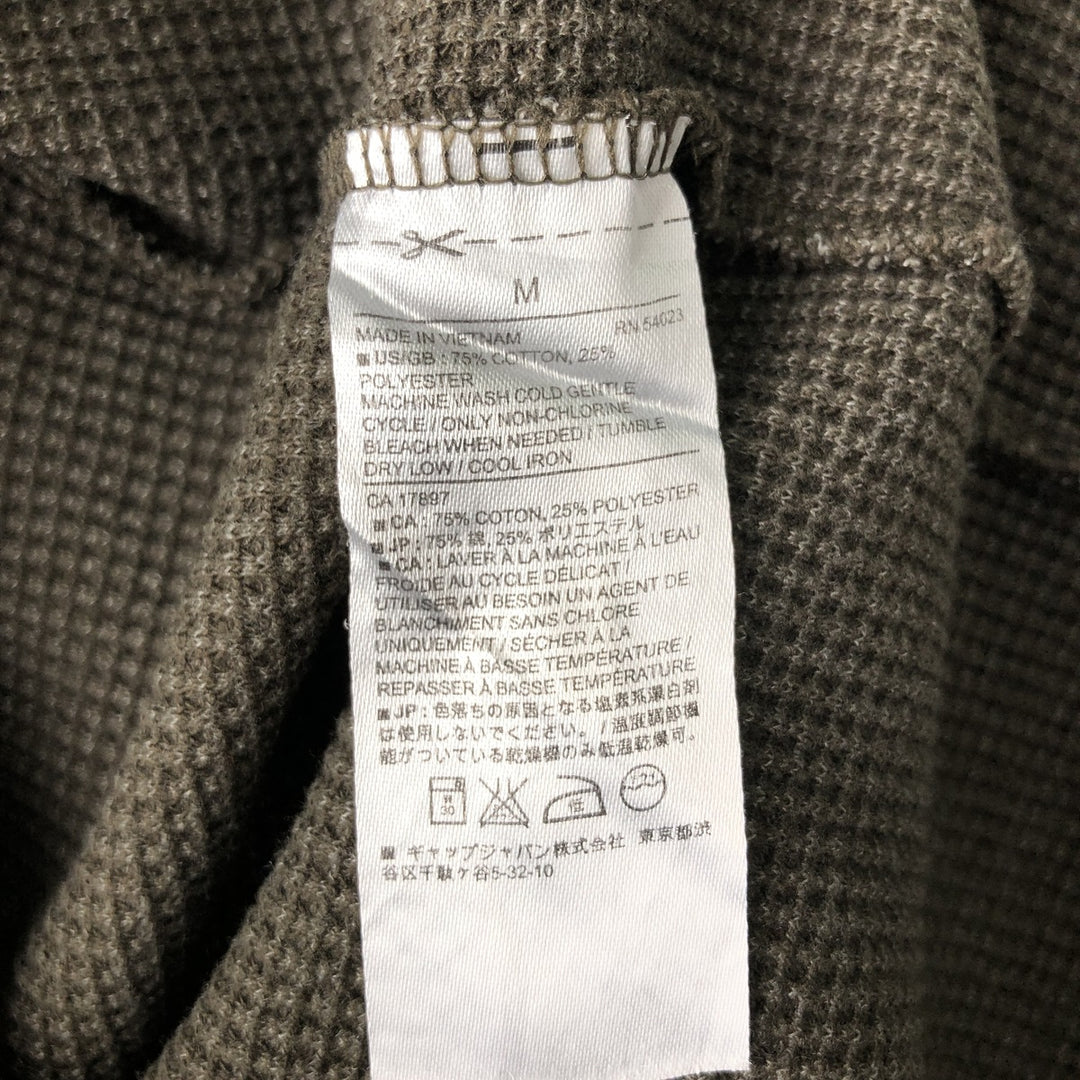 M
MADE IN VIETNAM RN 54023
US/GB : 75% COTTON, 25%
POLYESTER
MACHINE WASH COLD GENTLE
CYCLE / ONLY NON-CHLORINE
BLEACH WHEN NEEDED / TUMBLE
DRY LOW / COOL IRON
CA 17897
CA : 75% COTON, 25% POLYESTER
JP : 75% 綿, 25% ポリエステル
CA : LAVER À LA MACHINE À L'EAU
FROIDE AU CYCLE DÉLICAT /
UTILISER AU BESOIN UN AGENT DE
BLANCHIMENT SANS CHLORE
UNIQUEMENT / SÉCHER À LA
MACHINE À BASSE TEMPÉRATURE /
REPASSER À BASSE TEMPÉRATURE
JP : 色落ちの原因となる塩素系漂白剤
は使用しないでください。 / 温度調節機
能がついている乾燥機のみ低温乾燥可。
30
ギャップジャパン株式会社 東京都渋
谷区千駄ヶ谷5-32-10